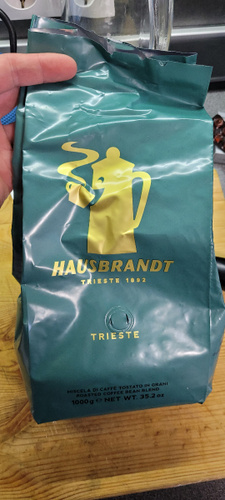 HAUSBRANDT
TRIESTE 1892
TRIESTE
MISCELA DI CAFFÈ TOSTATO IN GRANI
ROASTED COFFEE BEAN BLEND
1000g ℮ NET WT. 35.2 oz